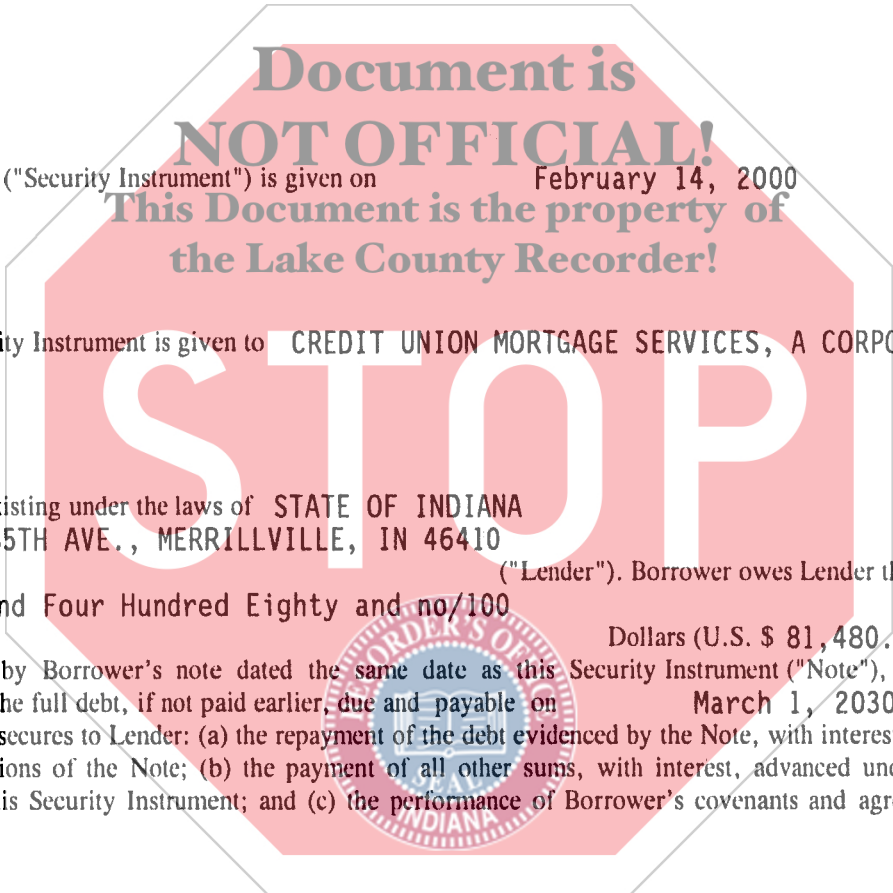 Document is
NOT OFFICIAL!
("Security Instrument") is given on February 14, 2000
This Document is the property of
the Lake County Recorder!
ity Instrument is given to CREDIT UNION MORTGAGE SERVICES, A CORPO
STOP
isting under the laws of STATE OF INDIANA
5TH AVE., MERRILLVILLE, IN 46410
("Lender"). Borrower owes Lender t
nd Four Hundred Eighty and no/100
Dollars (U.S. $ 81,480.
by Borrower's note dated the same date as this Security Instrument ("Note"),
he full debt, if not paid earlier, due and payable on March 1, 2030
secures to Lender: (a) the repayment of the debt evidenced by the Note, with interes
ions of the Note; (b) the payment of all other sums, with interest, advanced un
is Security Instrument; and (c) the performance of Borrower's covenants and agr
RECORDER'S OFFIC
SEAL
INDIANA